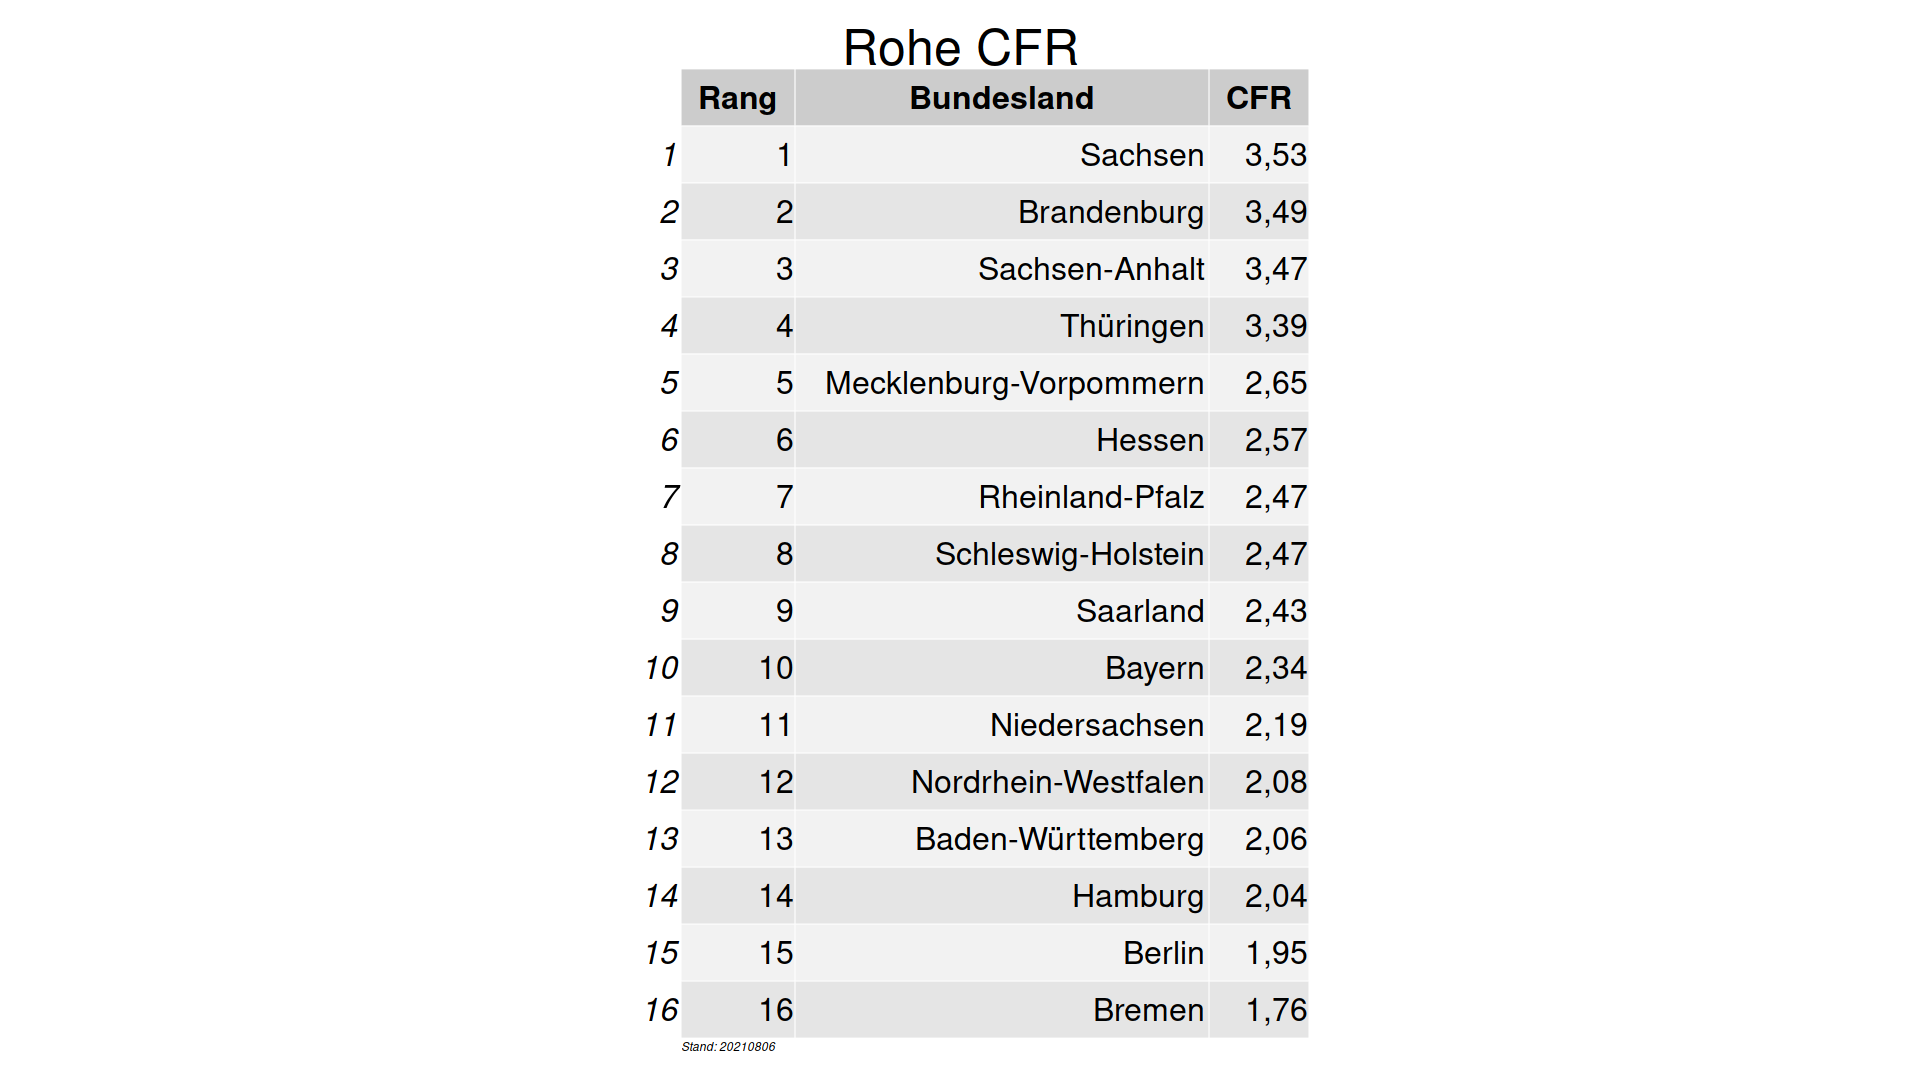 Rohe CFR
Rang Bundesland CFR
1 1 Sachsen 3,53
2 2 Brandenburg 3,49
3 3 Sachsen-Anhalt 3,47
4 4 Thüringen 3,39
5 5 Mecklenburg-Vorpommern 2,65
6 6 Hessen 2,57
7 7 Rheinland-Pfalz 2,47
8 8 Schleswig-Holstein 2,47
9 9 Saarland 2,43
10 10 Bayern 2,34
11 11 Niedersachsen 2,19
12 12 Nordrhein-Westfalen 2,08
13 13 Baden-Württemberg 2,06
14 14 Hamburg 2,04
15 15 Berlin 1,95
16 16 Bremen 1,76
Stand: 20210806